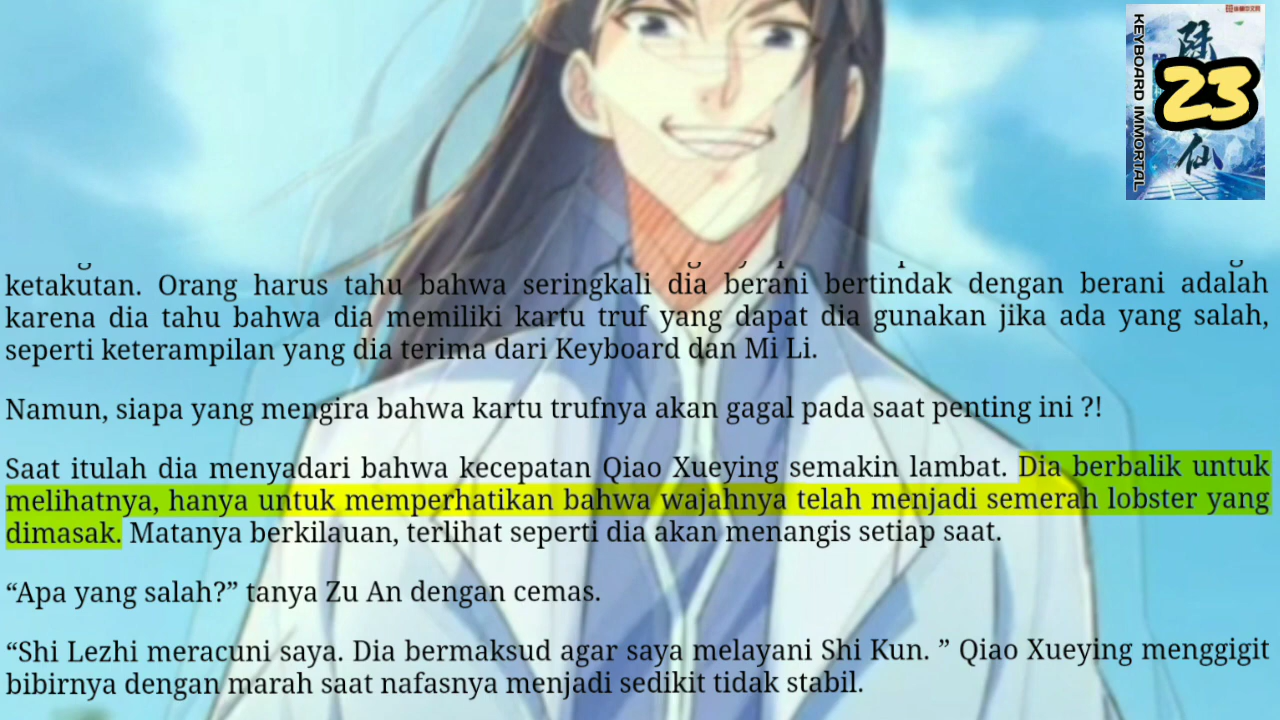 陆
KEYBOARD IMMORTAL
23
仙
ketakutan. Orang harus tahu bahwa seringkali dia berani bertindak dengan berani adalah
karena dia tahu bahwa dia memiliki kartu truf yang dapat dia gunakan jika ada yang salah,
seperti keterampilan yang dia terima dari Keyboard dan Mi Li.
Namun, siapa yang mengira bahwa kartu trufnya akan gagal pada saat penting ini ?!
Saat itulah dia menyadari bahwa kecepatan Qiao Xueying semakin lambat. Dia berbalik untuk
melihatnya, hanya untuk memperhatikan bahwa wajahnya telah menjadi semerah lobster yang
dimasak. Matanya berkilauan, terlihat seperti dia akan menangis setiap saat.
“Apa yang salah?” tanya Zu An dengan cemas.
“Shi Lezhi meracuni saya. Dia bermaksud agar saya melayani Shi Kun. ” Qiao Xueying menggigit
bibirnya dengan marah saat nafasnya menjadi sedikit tidak stabil.